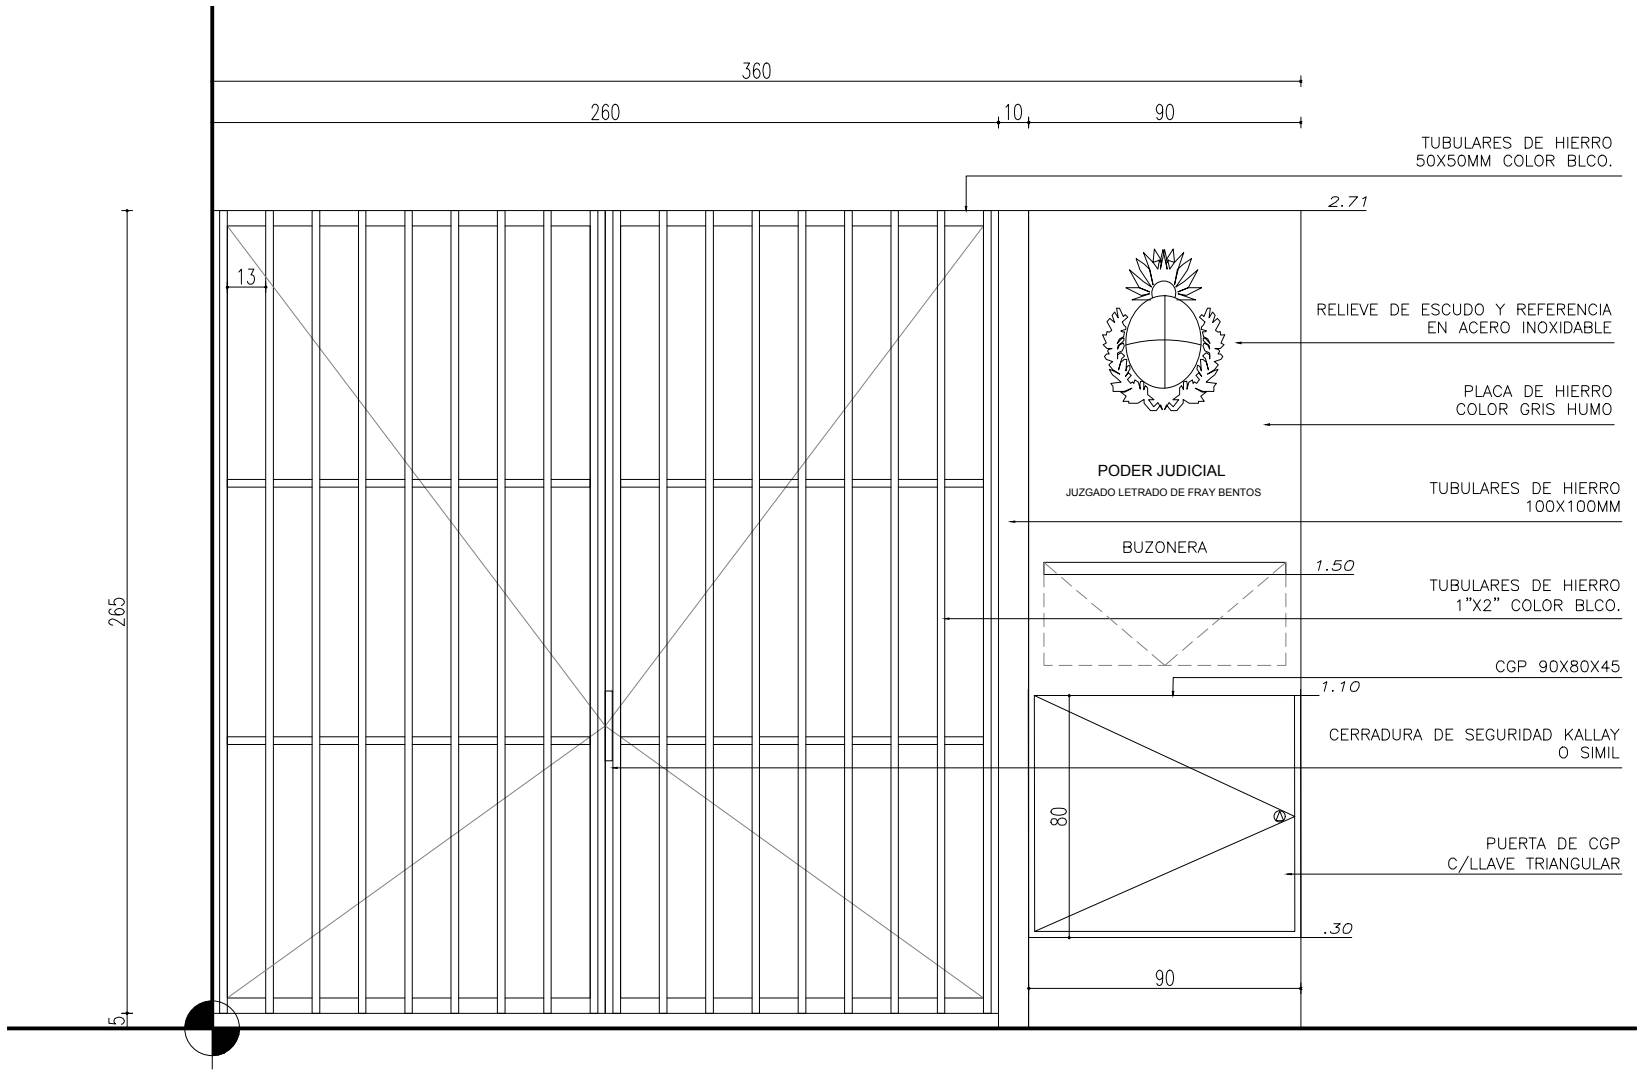 360
260
10
90
TUBULARES DE HIERRO
50X50MM COLOR BLCO.
2.71
13
RELIEVE DE ESCUDO Y REFERENCIA
EN ACERO INOXIDABLE
PLACA DE HIERRO
COLOR GRIS HUMO
PODER JUDICIAL
JUZGADO LETRADO DE FRAY BENTOS
TUBULARES DE HIERRO
100X100MM
BUZONERA
1.50
TUBULARES DE HIERRO
1"X2" COLOR BLCO.
265
CGP 90X80X45
1.10
CERRADURA DE SEGURIDAD KALLAY
O SIMIL
80
PUERTA DE CGP
C/LLAVE TRIANGULAR
.30
90
5